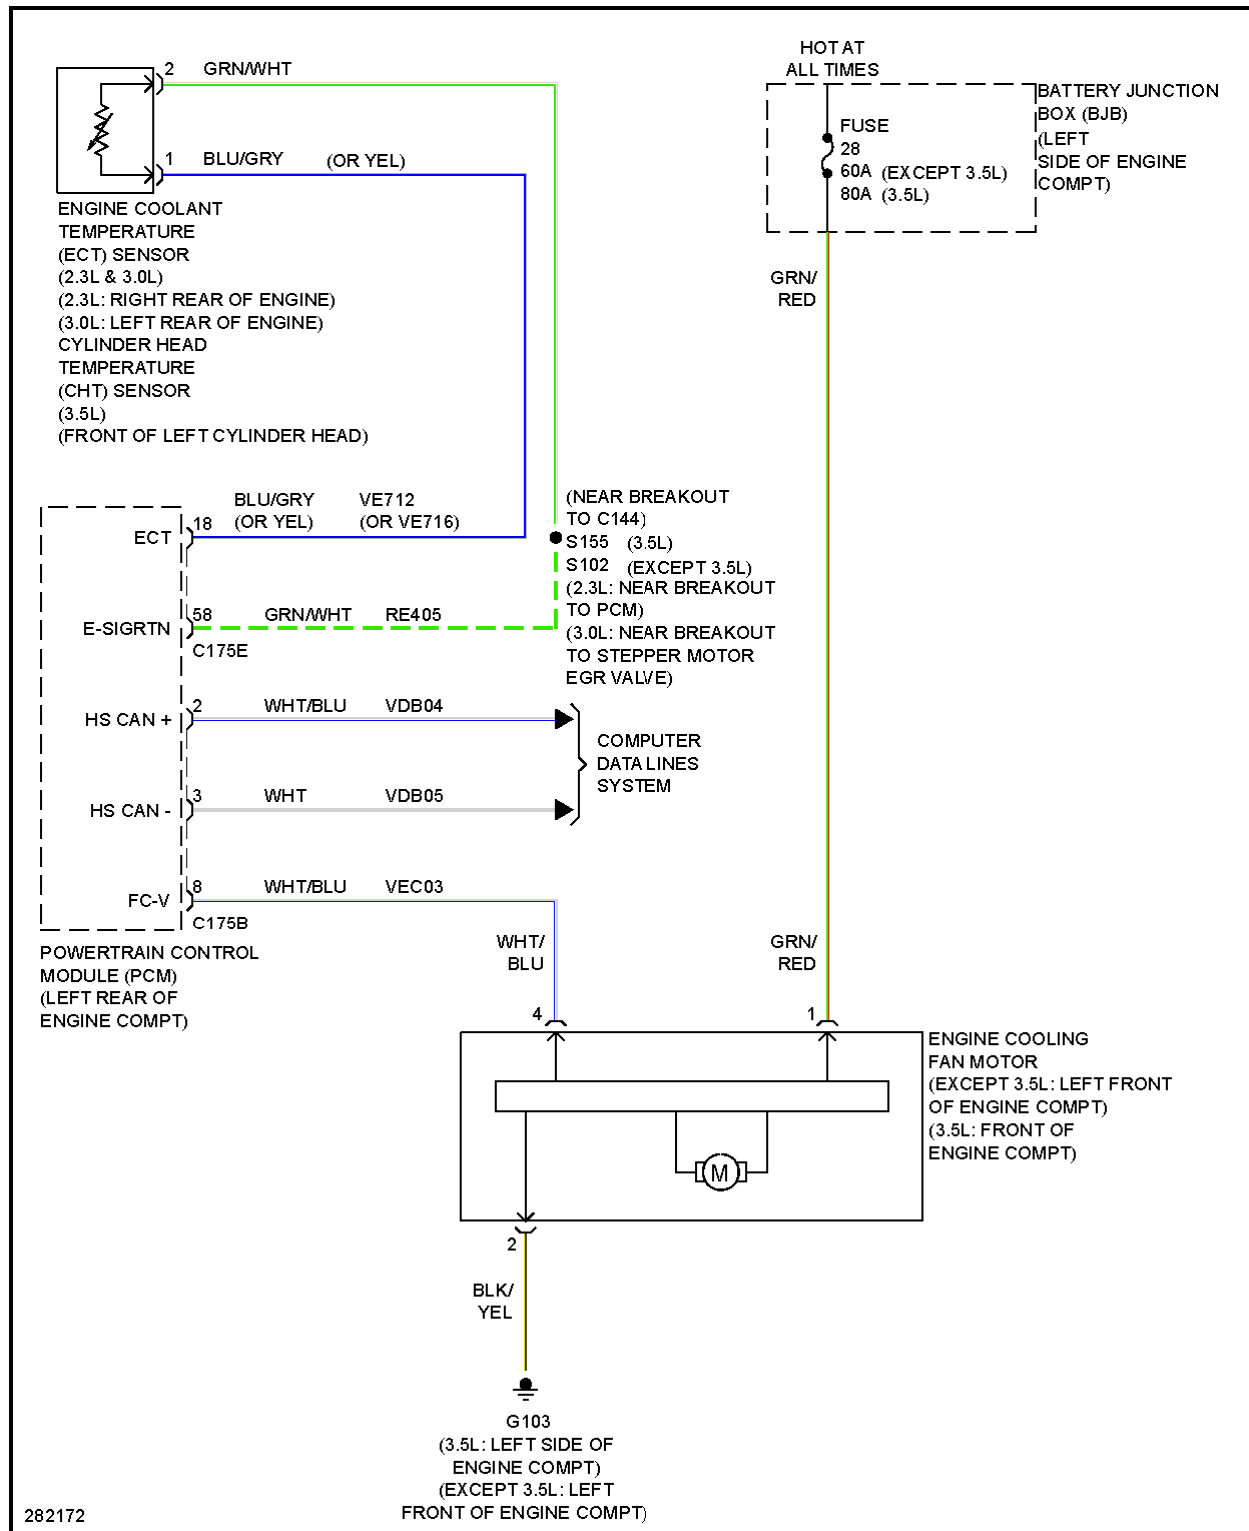 HOT AT
ALL TIMES
2
GRN/WHT
1
BLU/GRY (OR YEL)
ENGINE COOLANT
TEMPERATURE
(ECT) SENSOR
(2.3L & 3.0L)
(2.3L: RIGHT REAR OF ENGINE)
(3.0L: LEFT REAR OF ENGINE)
CYLINDER HEAD
TEMPERATURE
(CHT) SENSOR
(3.5L)
(FRONT OF LEFT CYLINDER HEAD)
FUSE
28
60A (EXCEPT 3.5L)
80A (3.5L)
BATTERY JUNCTION
BOX (BJB)
(LEFT
SIDE OF ENGINE
COMPT)
GRN/
RED
ECT
18
BLU/GRY VE712
(OR YEL) (OR VE716)
(NEAR BREAKOUT
TO C144)
S155 (3.5L)
S102 (EXCEPT 3.5L)
(2.3L: NEAR BREAKOUT
TO PCM)
(3.0L: NEAR BREAKOUT
TO STEPPER MOTOR
EGR VALVE)
E-SIGRTN
58
GRN/WHT RE405
C175E
HS CAN +
2
WHT/BLU VDB04
COMPUTER
DATA LINES
SYSTEM
HS CAN -
3
WHT VDB05
FC-V
8
WHT/BLU VEC03
C175B
POWERTRAIN CONTROL
MODULE (PCM)
(LEFT REAR OF
ENGINE COMPT)
WHT/
BLU
GRN/
RED
4
1
ENGINE COOLING
FAN MOTOR
(EXCEPT 3.5L: LEFT FRONT
OF ENGINE COMPT)
(3.5L: FRONT OF
ENGINE COMPT)
M
2
BLK/
YEL
G103
(3.5L: LEFT SIDE OF
ENGINE COMPT)
(EXCEPT 3.5L: LEFT
FRONT OF ENGINE COMPT)
282172